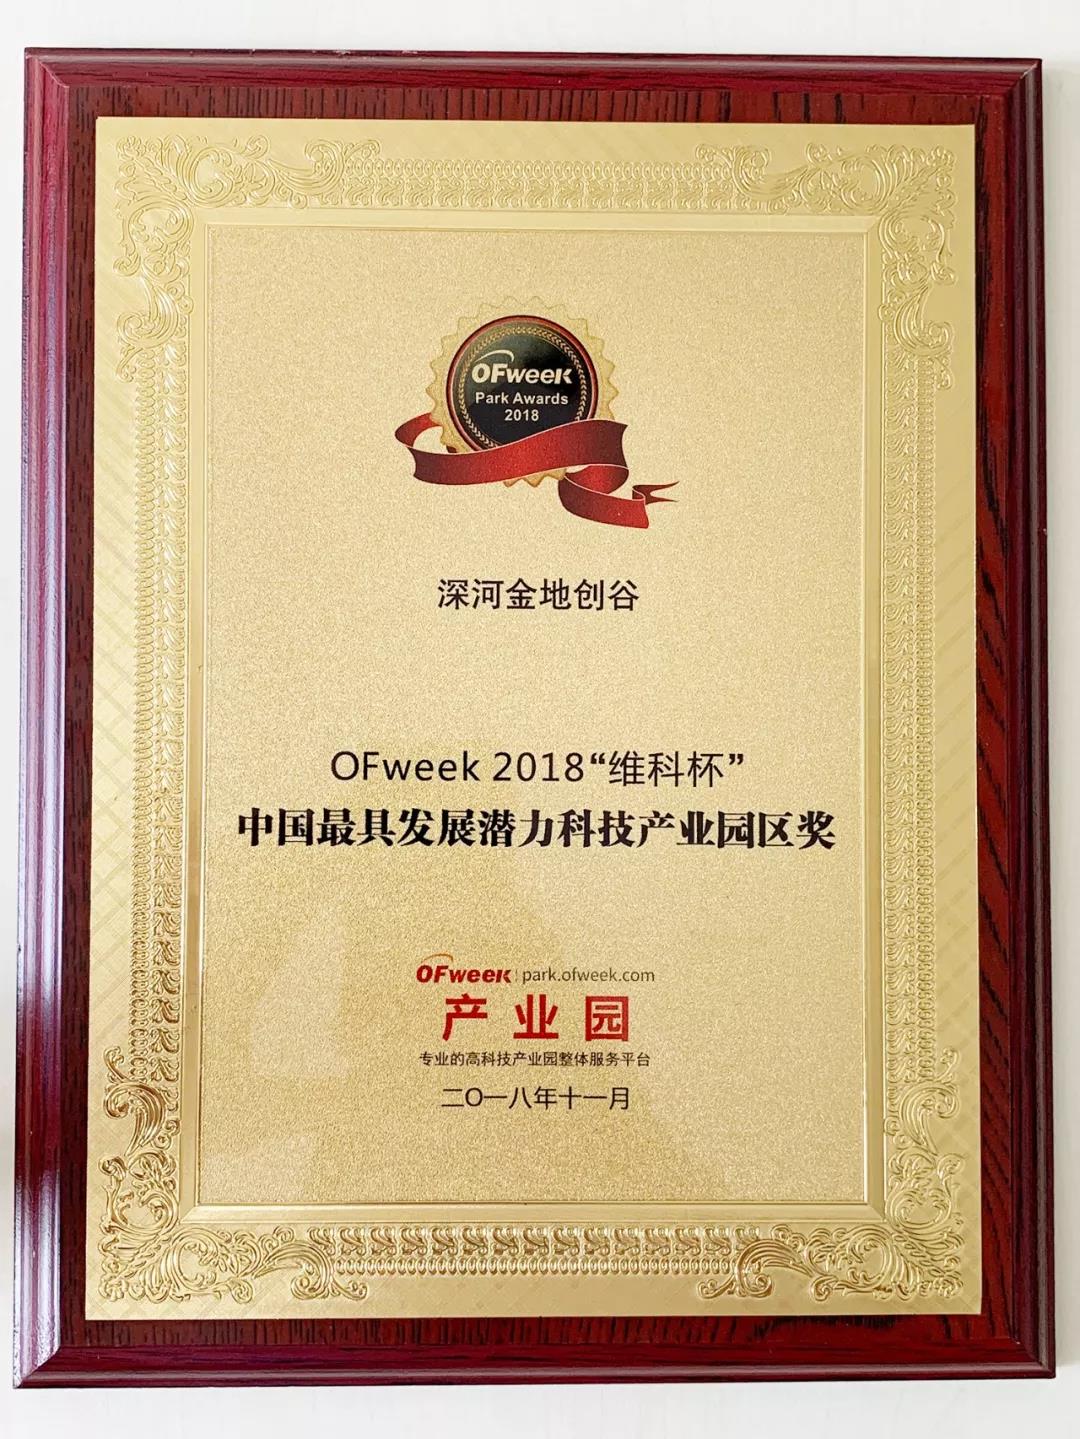 OFweek
Park Awards
2018
深河金地创谷
OFweek 2018“维科杯”
中国最具发展潜力科技产业园区奖
OFweek park.ofweek.com
产业园
专业的高科技产业园整体服务平台
二〇一八年十一月